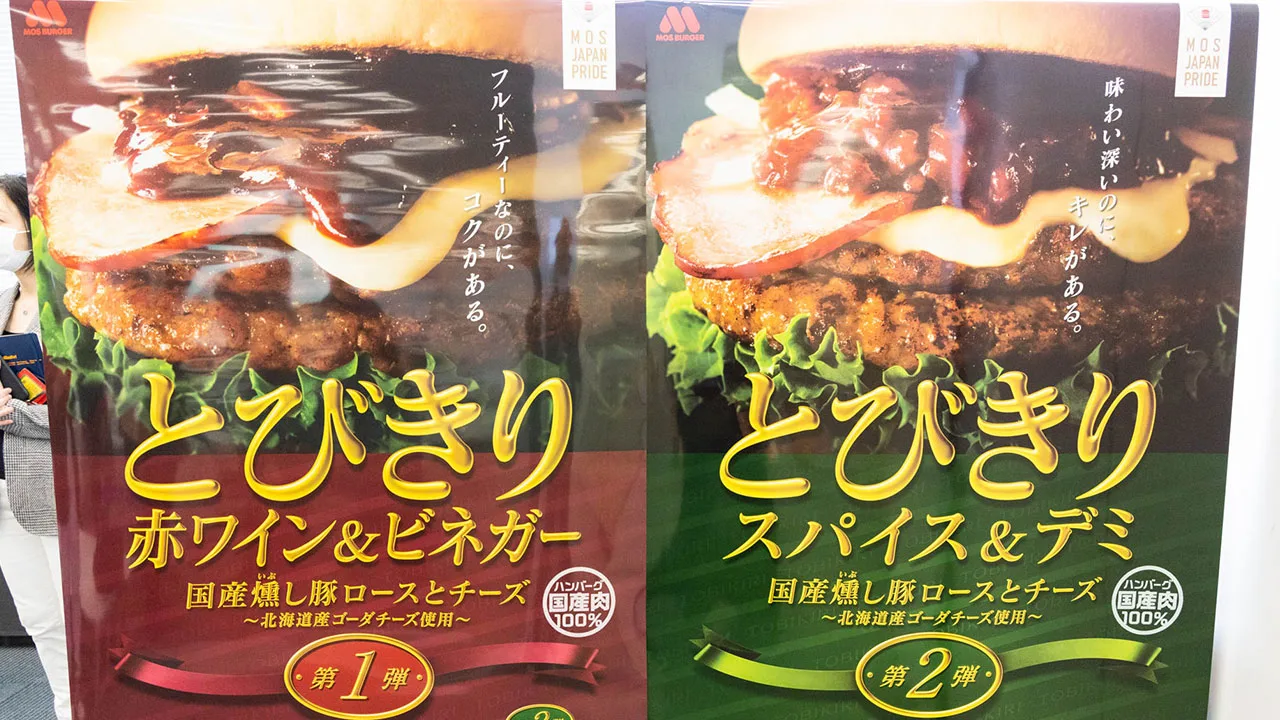 MOS BURGER
MOS
JAPAN
PRIDE
フルーティーなのに、
コクがある。
とびきり
赤ワイン&ビネガー
国産燻し豚ロースとチーズ
いぶ
～北海道産ゴーダチーズ使用～
ハンバーグ
国産肉
100%
第1弾
MOS BURGER
MOS
JAPAN
PRIDE
味わい深いのに、
キレがある。
とびきり
スパイス&デミ
国産燻し豚ロースとチーズ
いぶ
～北海道産ゴーダチーズ使用～
ハンバーグ
国産肉
100%
第2弾